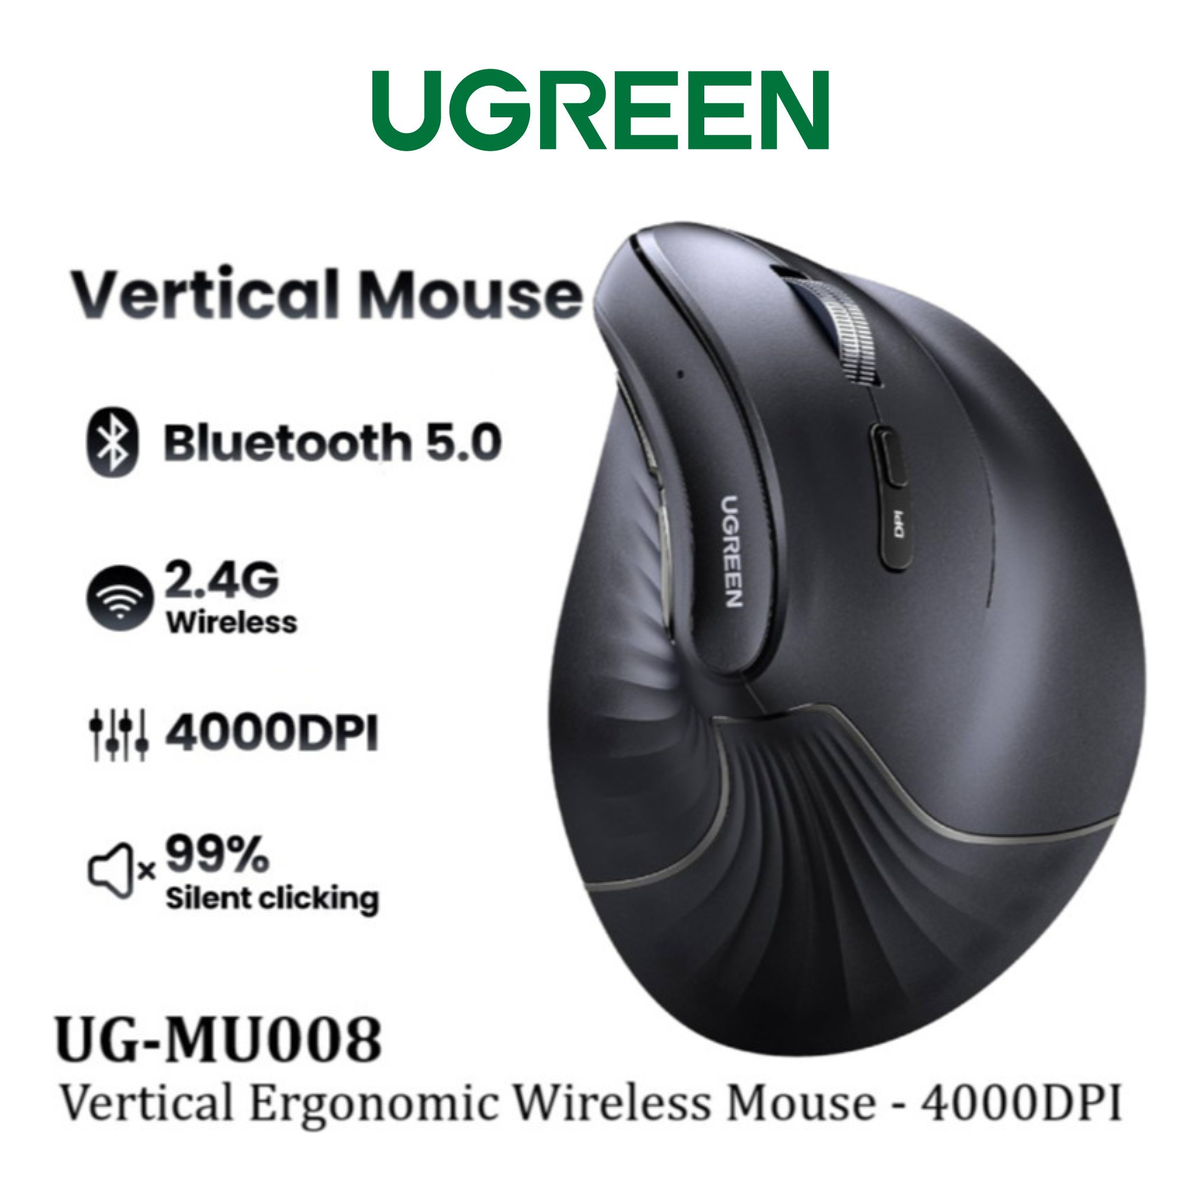 UGREEN
Vertical Mouse
Bluetooth 5.0
2.4G
Wireless
4000DPI
99%
Silent clicking
UGREEN
DPI
UG-MU008
Vertical Ergonomic Wireless Mouse - 4000DPI